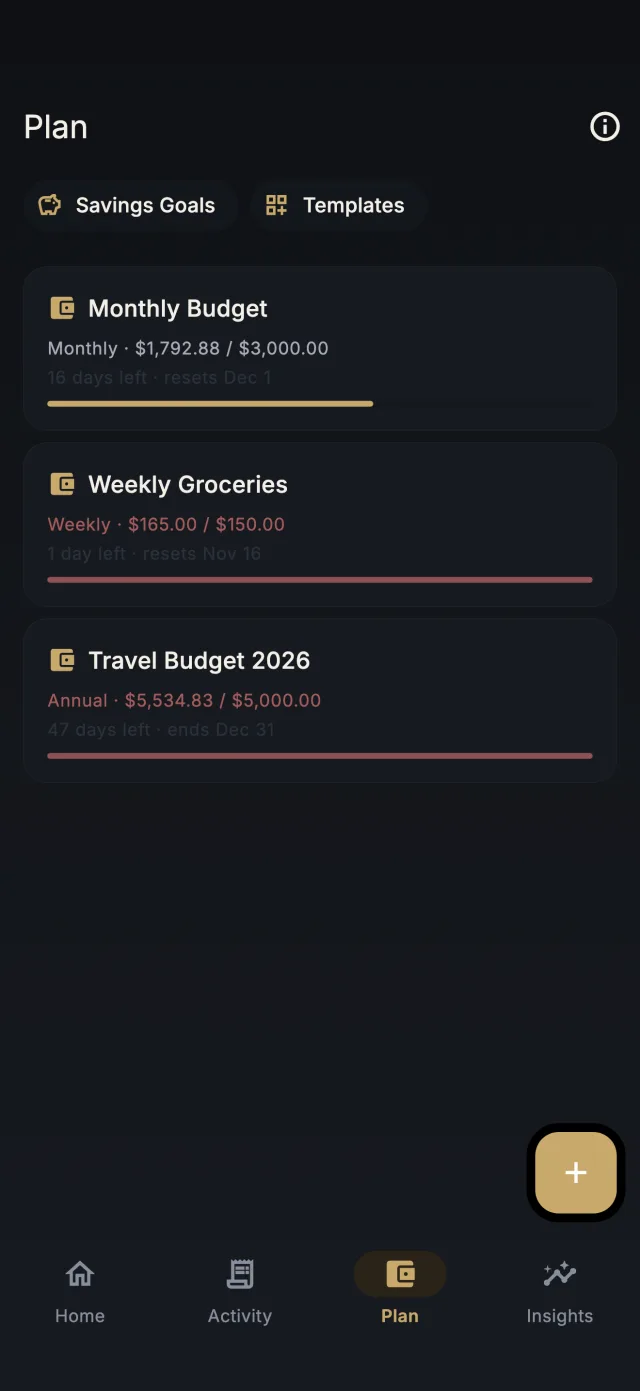 Plan
Savings Goals
Templates
Monthly Budget
Monthly · $1,792.88 / $3,000.00
16 days left · resets Dec 1
Weekly Groceries
Weekly · $165.00 / $150.00
1 day left · resets Nov 16
Travel Budget 2026
Annual · $5,534.83 / $5,000.00
47 days left · ends Dec 31
Home
Activity
Plan
Insights